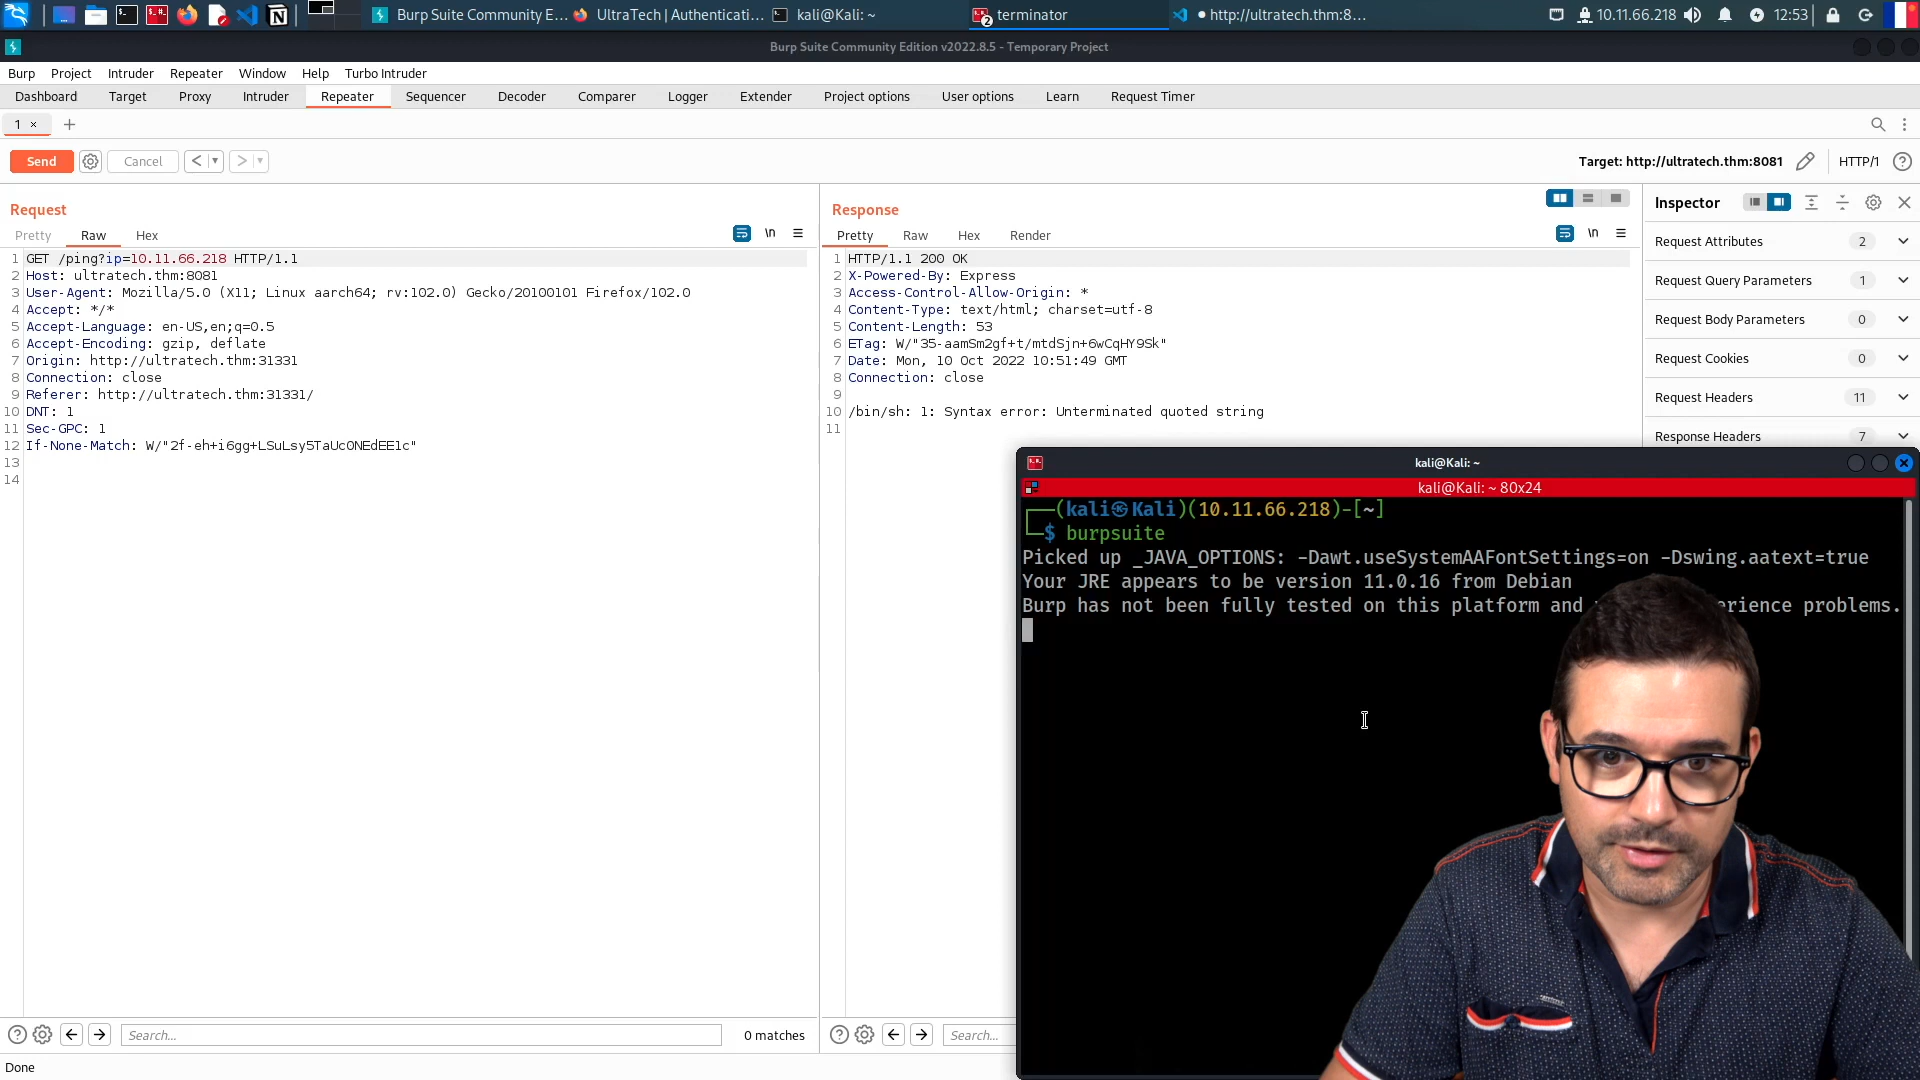 Burp Suite Community E...
UltraTech | Authenticati...
kali@Kali: ~
2
terminator
• http://ultratech.thm:8...
10.11.66.218
12:53
Burp Suite Community Edition v2022.8.5 - Temporary Project
Burp Project Intruder Repeater Window Help Turbo Intruder
Dashboard Target Proxy Intruder Repeater Sequencer Decoder Comparer Logger Extender Project options User options Learn Request Timer
1 × +
Send Cancel < > Target: http://ultratech.thm:8081 HTTP/1 ?
Request
Pretty Raw Hex \n
1 GET /ping?ip=10.11.66.218 HTTP/1.1
2 Host: ultratech.thm:8081
3 User-Agent: Mozilla/5.0 (X11; Linux aarch64; rv:102.0) Gecko/20100101 Firefox/102.0
4 Accept: */*
5 Accept-Language: en-US,en;q=0.5
6 Accept-Encoding: gzip, deflate
7 Origin: http://ultratech.thm:31331
8 Connection: close
9 Referer: http://ultratech.thm:31331/
10 DNT: 1
11 Sec-GPC: 1
12 If-None-Match: W/"2f-eh+i6gg+LSuLsy5TaUc0NEdEE1c"
13
14
Response
Pretty Raw Hex Render \n
1 HTTP/1.1 200 OK
2 X-Powered-By: Express
3 Access-Control-Allow-Origin: *
4 Content-Type: text/html; charset=utf-8
5 Content-Length: 53
6 ETag: W/"35-aamSm2gf+t/mtdSjn+6wCqHY9Sk"
7 Date: Mon, 10 Oct 2022 10:51:49 GMT
8 Connection: close
9
10 /bin/sh: 1: Syntax error: Unterminated quoted string
11
Inspector
Request Attributes 2
Request Query Parameters 1
Request Body Parameters 0
Request Cookies 0
Request Headers 11
Response Headers 7
kali@Kali: ~
kali@Kali: ~ 80x24
(kali㉿Kali)(10.11.66.218)-[~]
$ burpsuite
Picked up _JAVA_OPTIONS: -Dawt.useSystemAAFontSettings=on -Dswing.aatext=true
Your JRE appears to be version 11.0.16 from Debian
Burp has not been fully tested on this platform and erience problems.
? Search... 0 matches
? Search...
Done